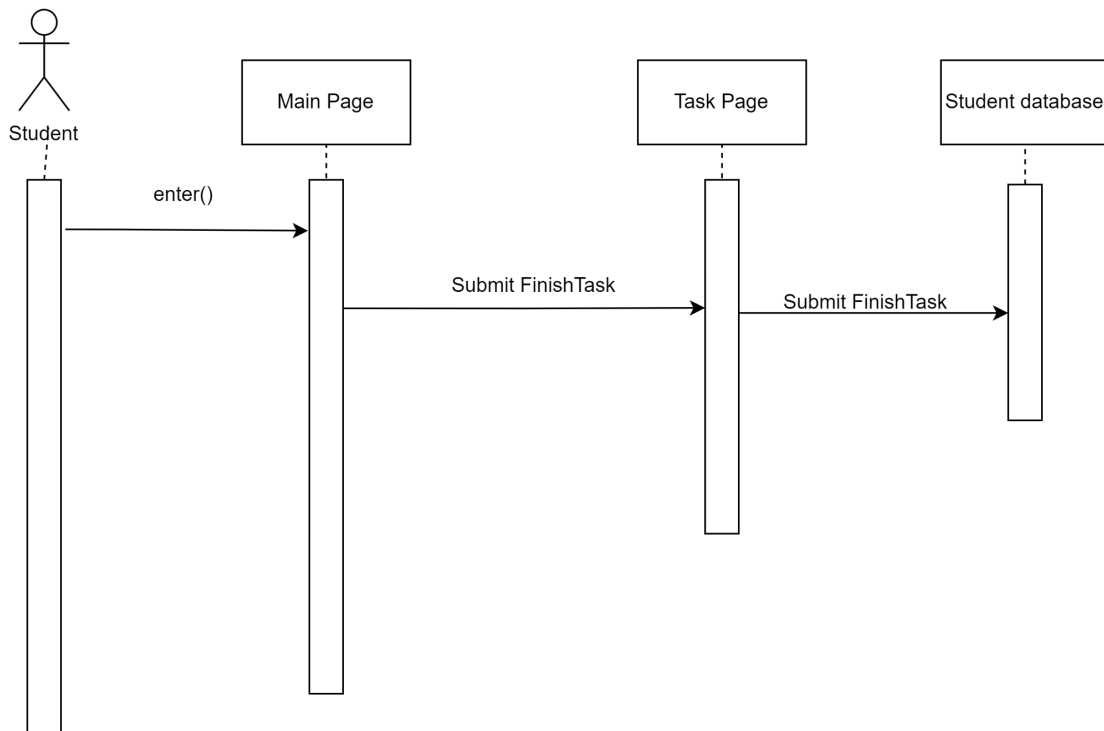 Main Page
Task Page
Student database
Student
enter()
Submit FinishTask
Submit FinishTask